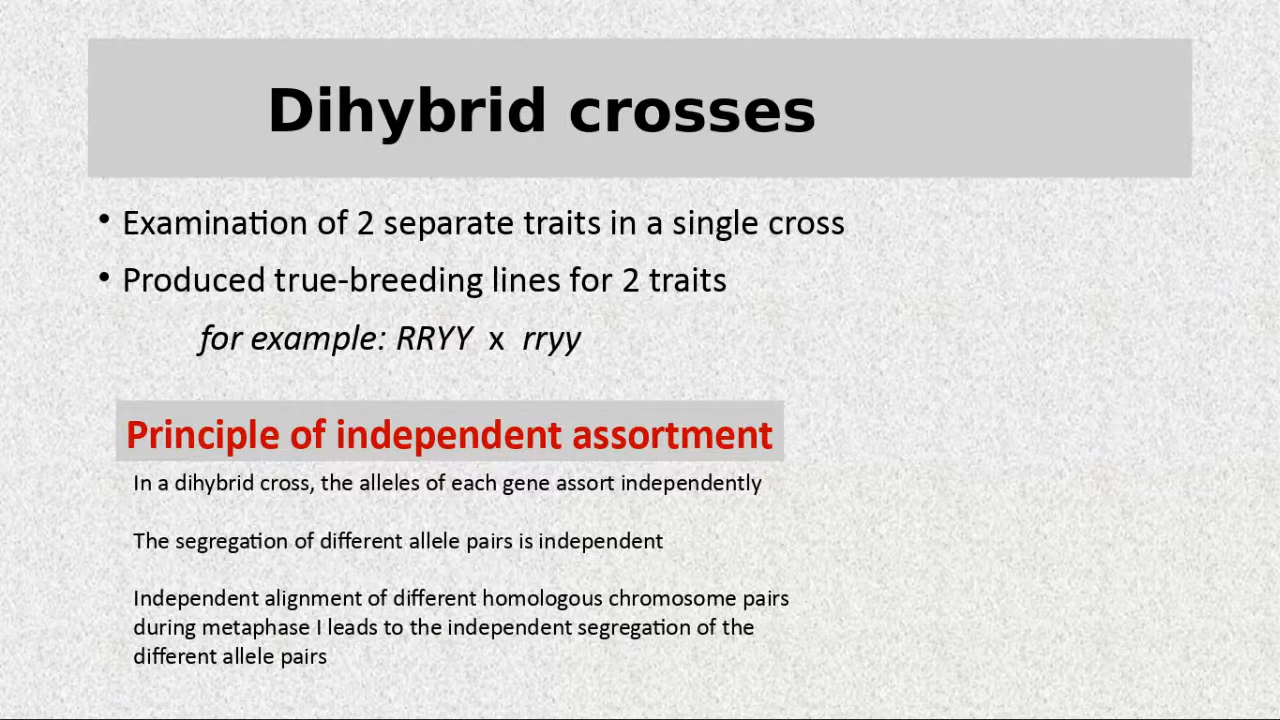 Dihybrid crosses
• Examination of 2 separate traits in a single cross
• Produced true-breeding lines for 2 traits
for example: RRYY x rryy
Principle of independent assortment
In a dihybrid cross, the alleles of each gene assort independently
The segregation of different allele pairs is independent
Independent alignment of different homologous chromosome pairs
during metaphase I leads to the independent segregation of the
different allele pairs